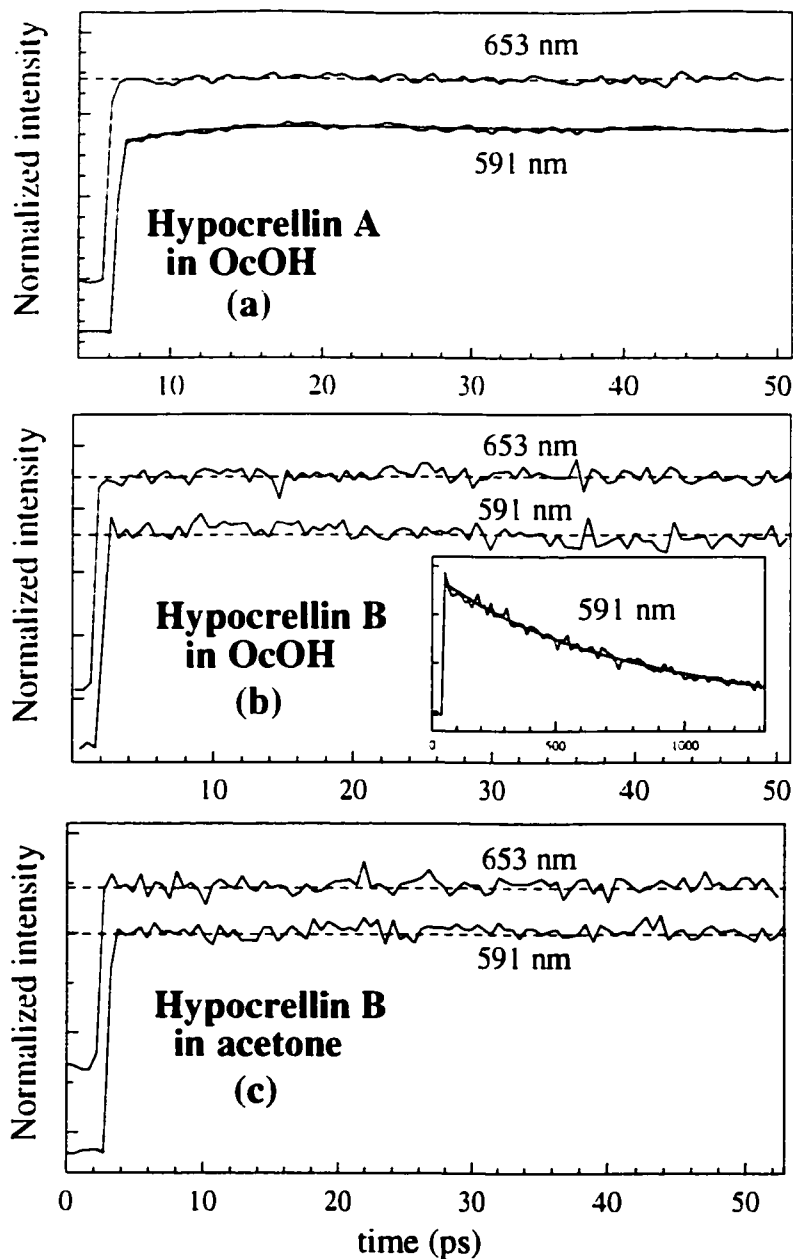 Normalized intensity
653 nm
591 nm
Hypocrellin A
in OcOH
(a)
10 20 30 40 50
Normalized intensity
653 nm
591 nm
Hypocrellin B
in OcOH
(b)
591 nm
0 500 1000
10 20 30 40 50
Normalized intensity
653 nm
591 nm
Hypocrellin B
in acetone
(c)
0 10 20 30 40 50
time (ps)